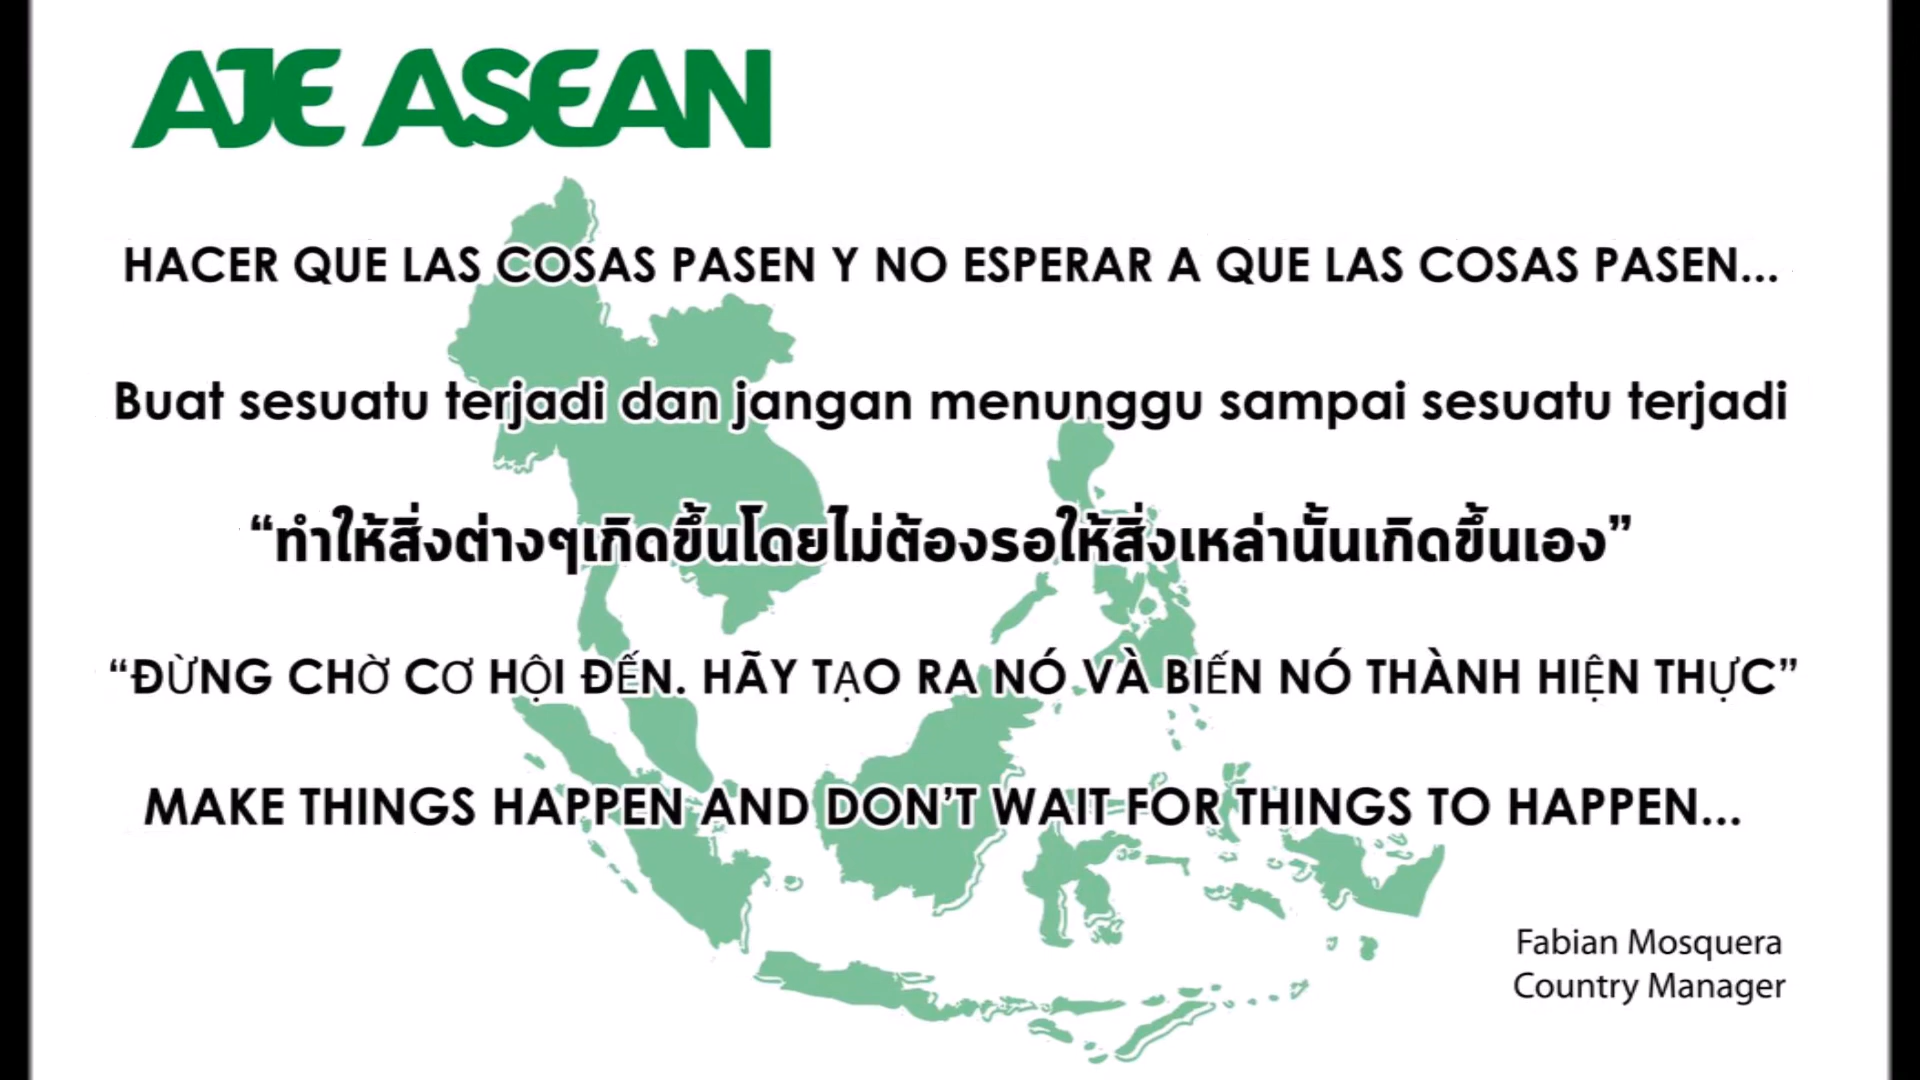 AJE ASEAN
HACER QUE LAS COSAS PASEN Y NO ESPERAR A QUE LAS COSAS PASEN...
Buat sesuatu terjadi dan jangan menunggu sampai sesuatu terjadi
“ทำให้สิ่งต่างๆเกิดขึ้นโดยไม่ต้องรอให้สิ่งเหล่านั้นเกิดขึ้นเอง”
“ĐỪNG CHỜ CƠ HỘI ĐẾN. HÃY TẠO RA NÓ VÀ BIẾN NÓ THÀNH HIỆN THỰC”
MAKE THINGS HAPPEN AND DON’T WAIT FOR THINGS TO HAPPEN...
Fabian Mosquera
Country Manager